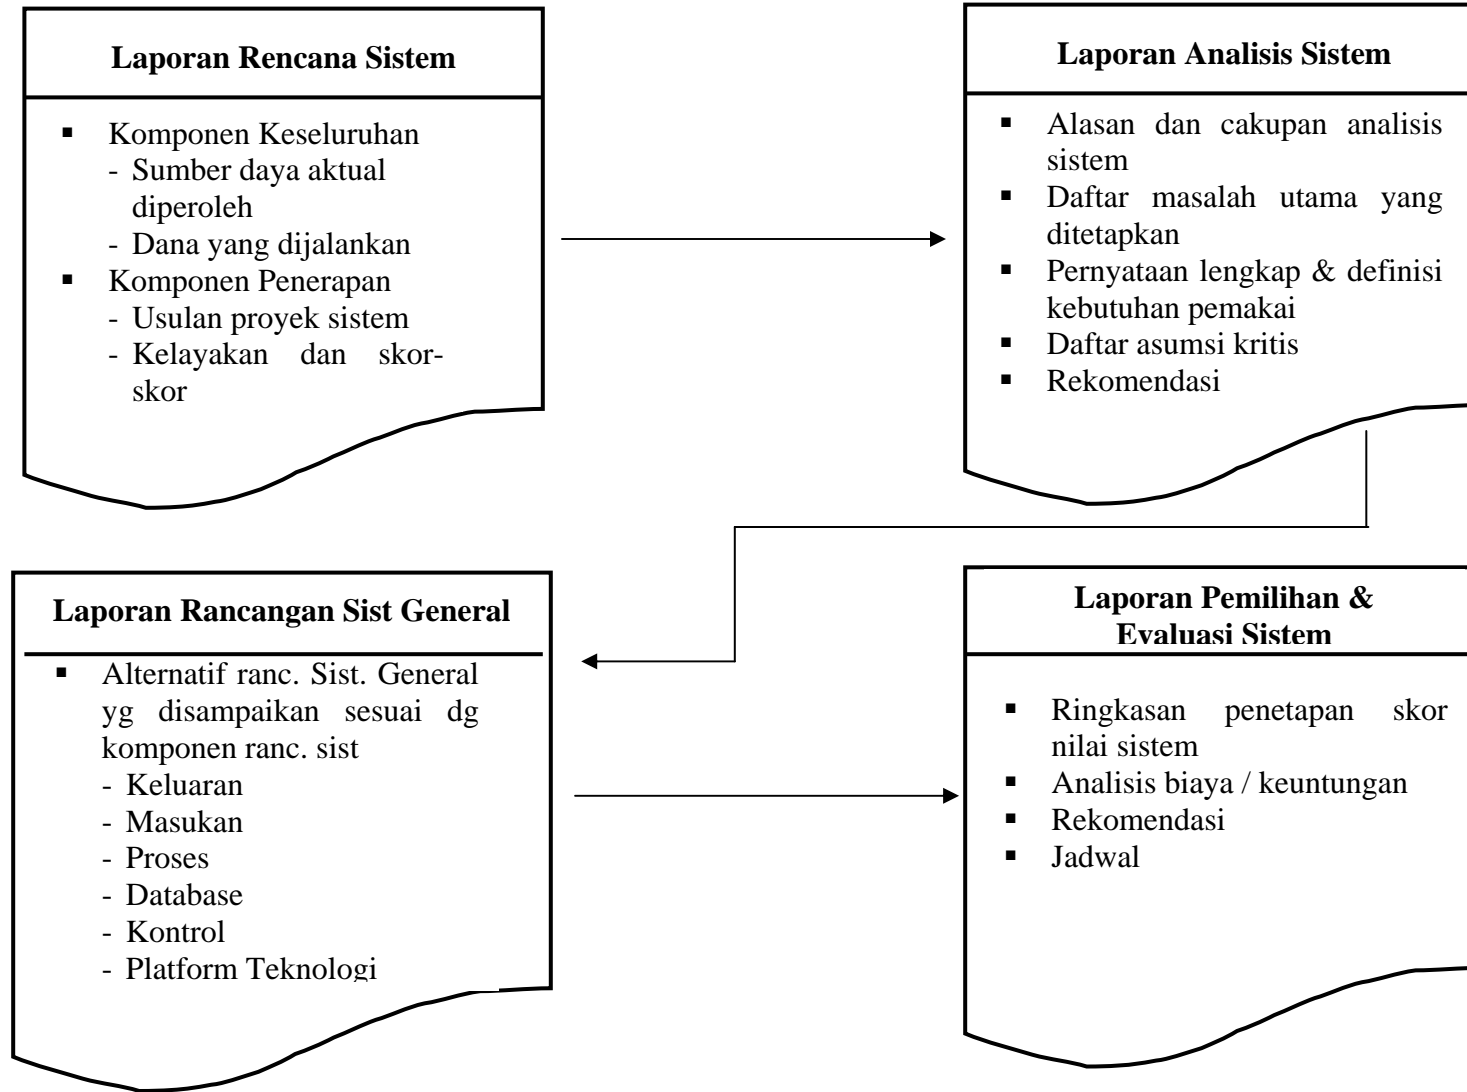 Laporan Rencana Sistem
▪ Komponen Keseluruhan
- Sumber daya aktual
diperoleh
- Dana yang dijalankan
▪ Komponen Penerapan
- Usulan proyek sistem
- Kelayakan dan skor-
skor
Laporan Analisis Sistem
▪ Alasan dan cakupan analisis
sistem
▪ Daftar masalah utama yang
ditetapkan
▪ Pernyataan lengkap & definisi
kebutuhan pemakai
▪ Daftar asumsi kritis
▪ Rekomendasi
Laporan Rancangan Sist General
▪ Alternatif ranc. Sist. General
yg disampaikan sesuai dg
komponen ranc. sist
- Keluaran
- Masukan
- Proses
- Database
- Kontrol
- Platform Teknologi
Laporan Pemilihan &
Evaluasi Sistem
▪ Ringkasan penetapan skor
nilai sistem
▪ Analisis biaya / keuntungan
▪ Rekomendasi
▪ Jadwal